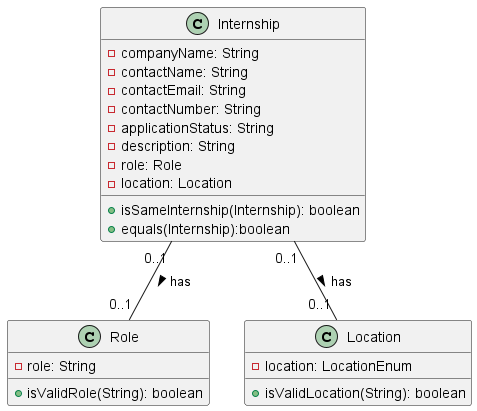 C Internship
companyName: String
contactName: String
contactEmail: String
contactNumber: String
applicationStatus: String
description: String
role: Role
location: Location
isSameInternship(Internship): boolean
equals(Internship):boolean
0..1 0..1
has has
0..1 0..1
C Role
role: String
isValidRole(String): boolean
C Location
location: LocationEnum
isValidLocation(String): boolean